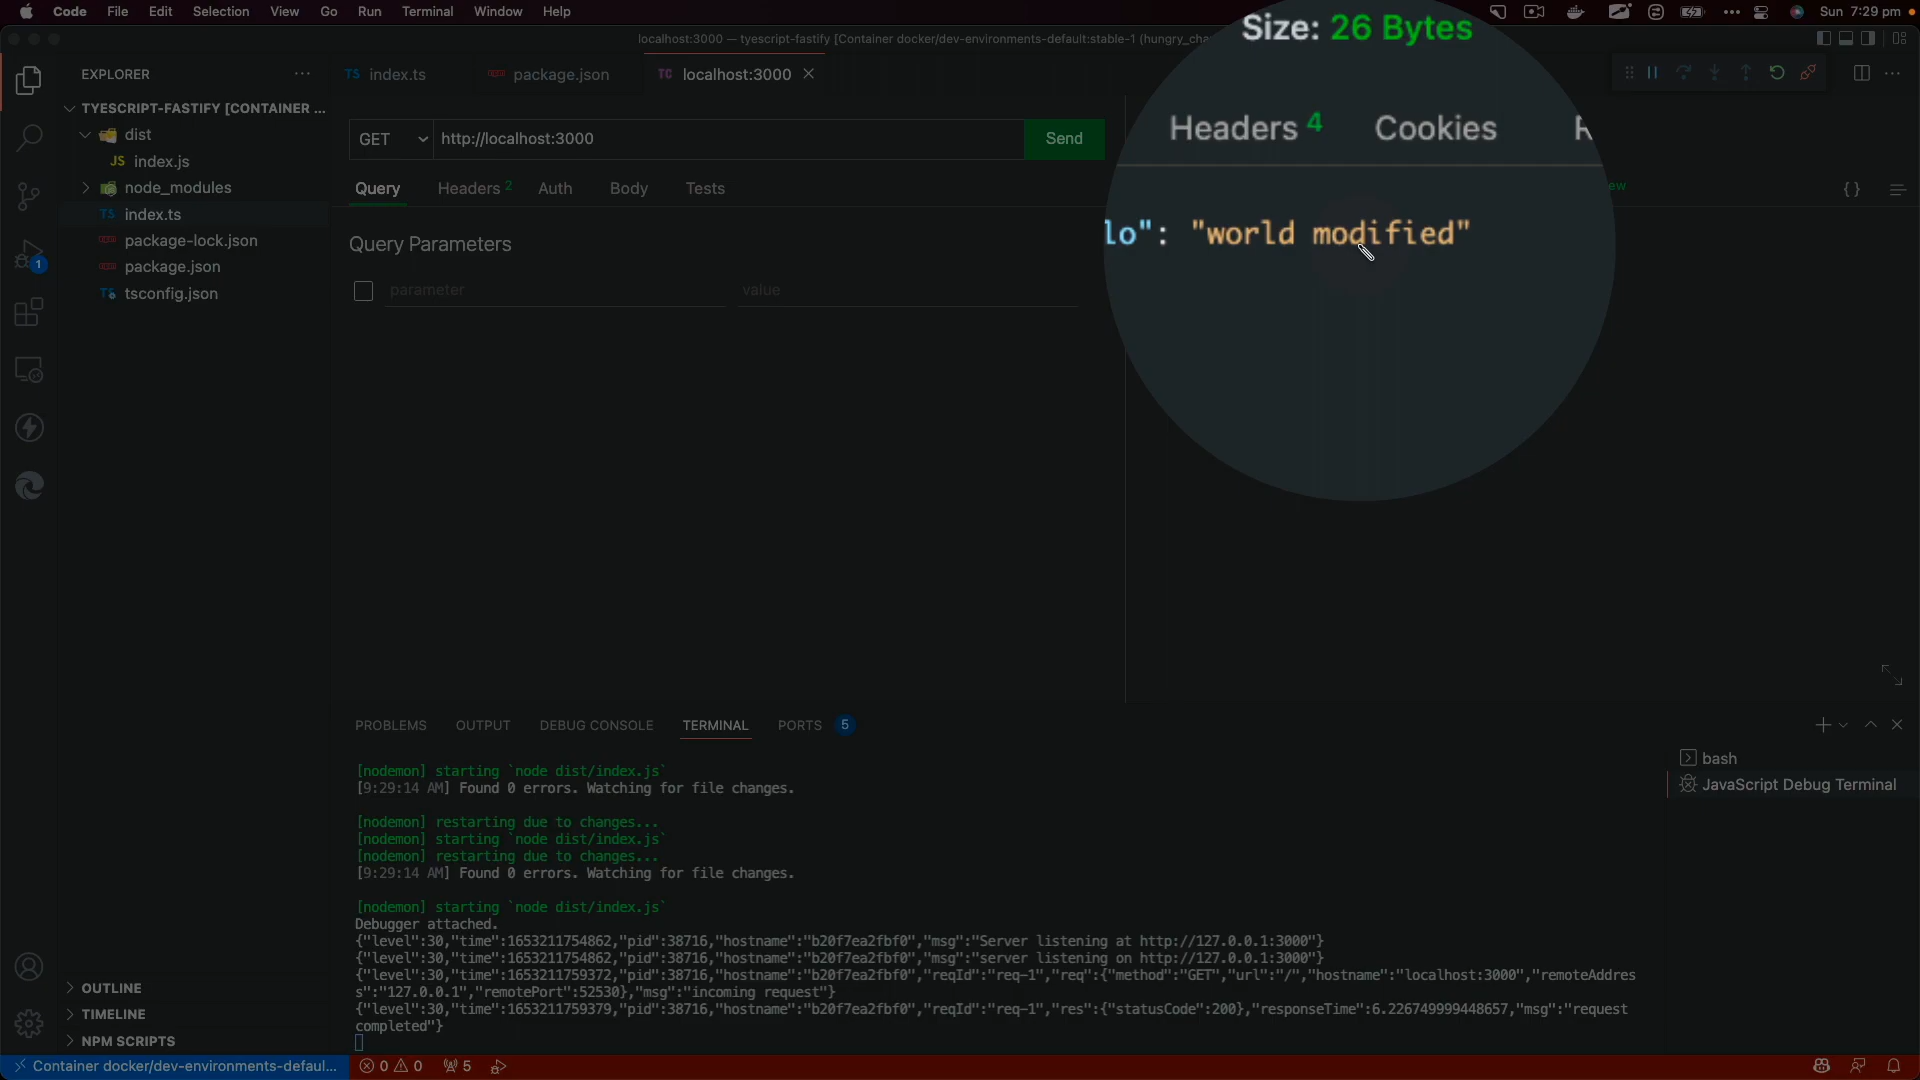 Code File Edit Selection View Go Run Terminal Window Help
Sun 7:29 pm
localhost:3000 — tyescript-fastify [Container docker/dev-environments-default:stable-1 (hungry_cha
EXPLORER
TYESCRIPT-FASTIFY [CONTAINER ...
dist
JS index.js
node_modules
TS index.ts
package-lock.json
package.json
tsconfig.json
TS index.ts
package.json
TC localhost:3000
GET http://localhost:3000 Send
Query Headers 2 Auth Body Tests
Query Parameters
parameter value
Size: 26 Bytes
Headers 4 Cookies
ew
{ }
lo": "world modified"
1
PROBLEMS OUTPUT DEBUG CONSOLE TERMINAL PORTS 5
[nodemon] starting `node dist/index.js`
[9:29:14 AM] Found 0 errors. Watching for file changes.
[nodemon] restarting due to changes...
[nodemon] starting `node dist/index.js`
[nodemon] restarting due to changes...
[9:29:14 AM] Found 0 errors. Watching for file changes.
[nodemon] starting `node dist/index.js`
Debugger attached.
{"level":30,"time":1653211754862,"pid":38716,"hostname":"b20f7ea2fbf0","msg":"Server listening at http://127.0.0.1:3000"}
{"level":30,"time":1653211754862,"pid":38716,"hostname":"b20f7ea2fbf0","msg":"server listening on http://127.0.0.1:3000"}
{"level":30,"time":1653211759372,"pid":38716,"hostname":"b20f7ea2fbf0","reqId":"req-1","req":{"method":"GET","url":"/","hostname":"localhost:3000","remoteAddres
s":"127.0.0.1","remotePort":52530},"msg":"incoming request"}
{"level":30,"time":1653211759379,"pid":38716,"hostname":"b20f7ea2fbf0","reqId":"req-1","res":{"statusCode":200},"responseTime":6.226749999448657,"msg":"request
completed"}
bash
JavaScript Debug Terminal
OUTLINE
TIMELINE
NPM SCRIPTS
Container docker/dev-environments-defaul... 0 0 5